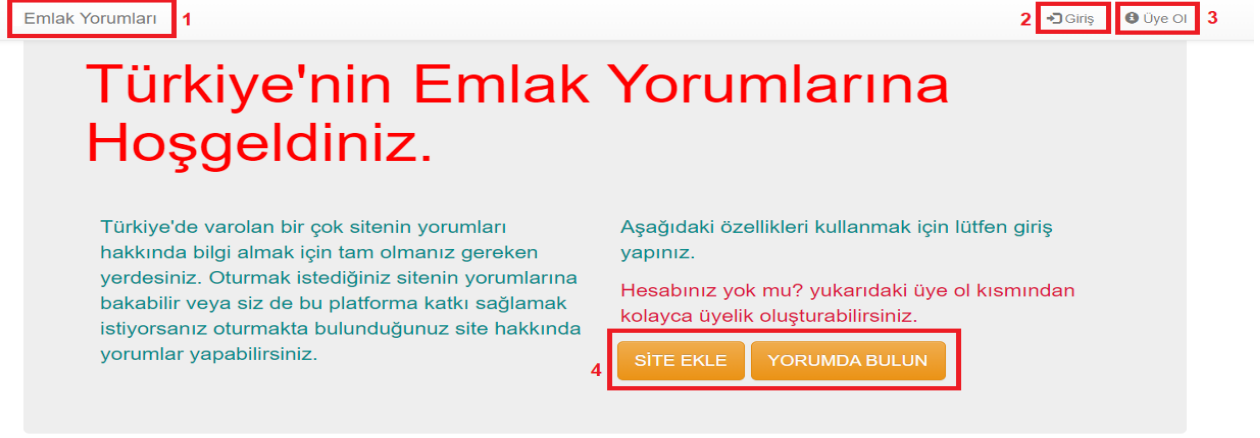 Emlak Yorumları 1
2 Giriş Üye Ol 3
Türkiye'nin Emlak Yorumlarına
Hoşgeldiniz.
Türkiye'de varolan bir çok sitenin yorumları
hakkında bilgi almak için tam olmanız gereken
yerdesiniz. Oturmak istediğiniz sitenin yorumlarına
bakabilir veya siz de bu platforma katkı sağlamak
istiyorsanız oturmakta bulunduğunuz site hakkında
yorumlar yapabilirsiniz.
Aşağıdaki özellikleri kullanmak için lütfen giriş
yapınız.
Hesabınız yok mu? yukarıdaki üye ol kısmından
kolayca üyelik oluşturabilirsiniz.
4 SİTE EKLE YORUMDA BULUN